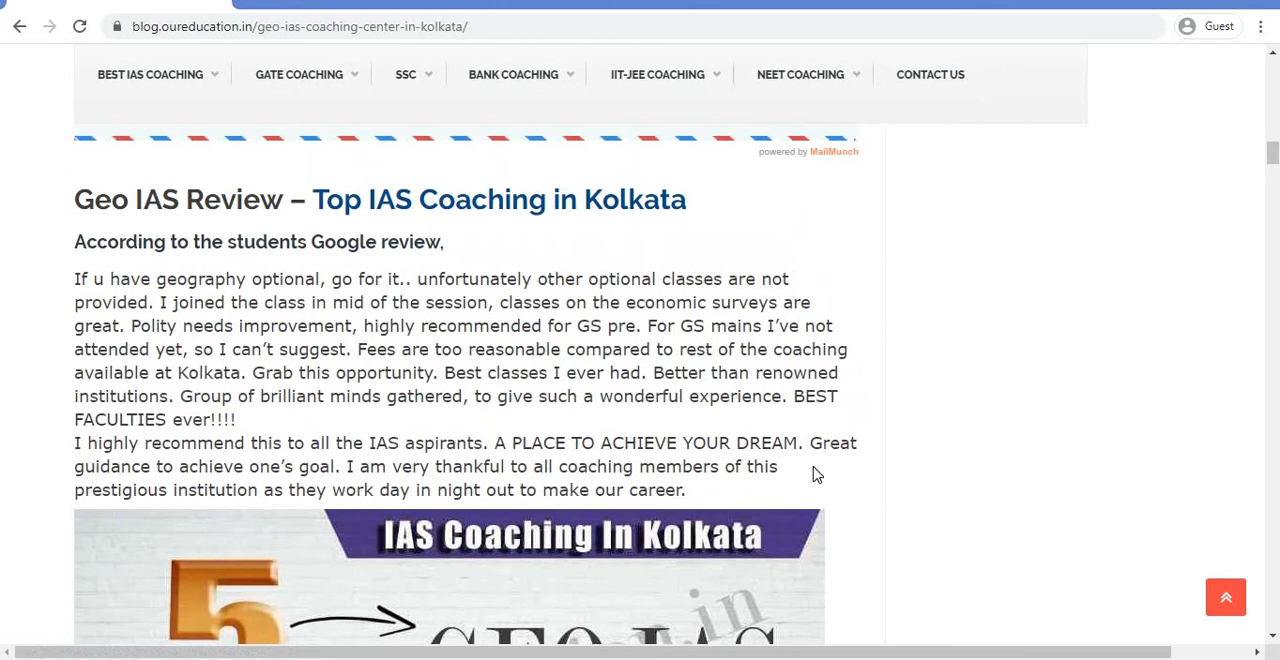 blog.oureducation.in/geo-ias-coaching-center-in-kolkata/
Guest
BEST IAS COACHING
GATE COACHING
SSC
BANK COACHING
IIT-JEE COACHING
NEET COACHING
CONTACT US
powered by MailMunch
Geo IAS Review – Top IAS Coaching in Kolkata
According to the students Google review,
If u have geography optional, go for it.. unfortunately other optional classes are not
provided. I joined the class in mid of the session, classes on the economic surveys are
great. Polity needs improvement, highly recommended for GS pre. For GS mains I’ve not
attended yet, so I can’t suggest. Fees are too reasonable compared to rest of the coaching
available at Kolkata. Grab this opportunity. Best classes I ever had. Better than renowned
institutions. Group of brilliant minds gathered, to give such a wonderful experience. BEST
FACULTIES ever!!!!
I highly recommend this to all the IAS aspirants. A PLACE TO ACHIEVE YOUR DREAM. Great
guidance to achieve one’s goal. I am very thankful to all coaching members of this
prestigious institution as they work day in night out to make our career.
IAS Coaching In Kolkata
5
GEO IAS